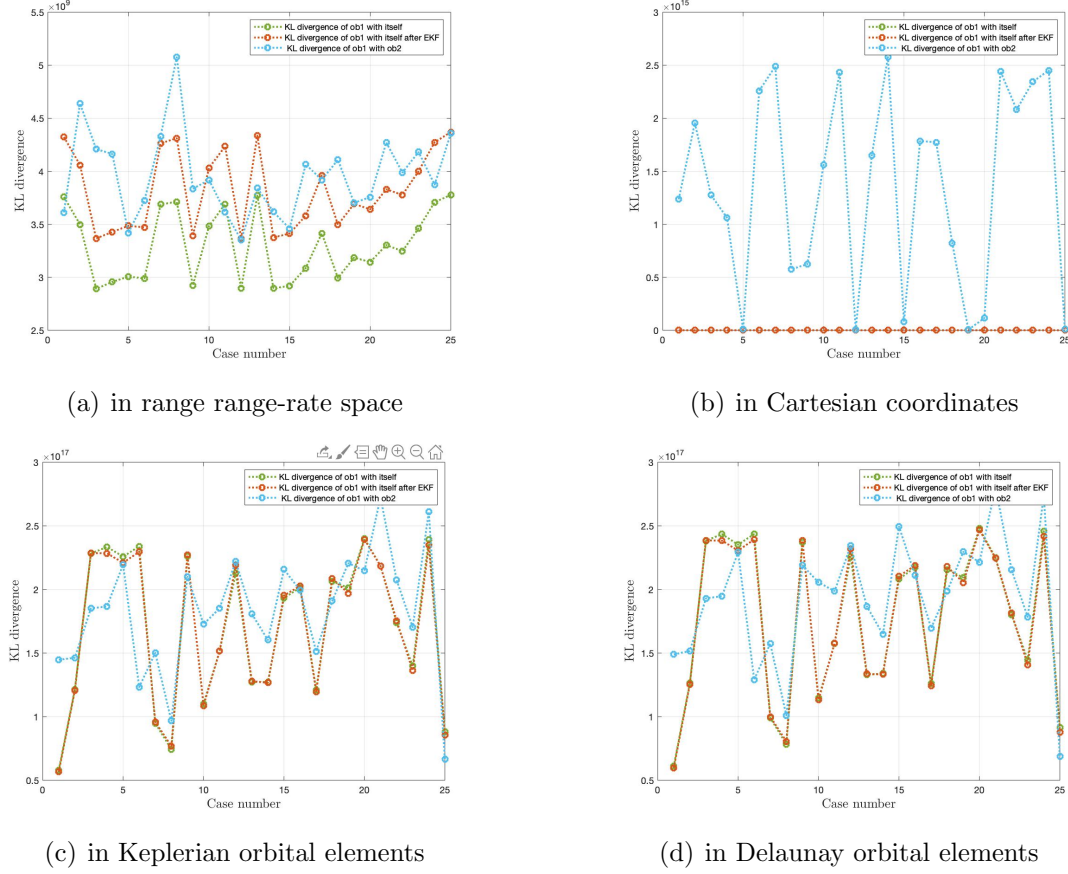 ×10⁹
5.5
5
4.5
4
3.5
3
2.5
KL divergence
0
5
10
15
20
25
Case number
KL divergence of ob1 with itself
KL divergence of ob1 with itself after EKF
KL divergence of ob1 with ob2
(a) in range range-rate space
×10¹⁵
3
2.5
2
1.5
1
0.5
0
KL divergence
0
5
10
15
20
25
Case number
KL divergence of ob1 with itself
KL divergence of ob1 with itself after EKF
KL divergence of ob1 with ob2
(b) in Cartesian coordinates
×10¹⁷
3
2.5
2
1.5
1
0.5
KL divergence
0
5
10
15
20
25
Case number
KL divergence of ob1 with itself
KL divergence of ob1 with itself after EKF
KL divergence of ob1 with ob2
(c) in Keplerian orbital elements
×10¹⁷
3
2.5
2
1.5
1
0.5
KL divergence
0
5
10
15
20
25
Case number
KL divergence of ob1 with itself
KL divergence of ob1 with itself after EKF
KL divergence of ob1 with ob2
(d) in Delaunay orbital elements